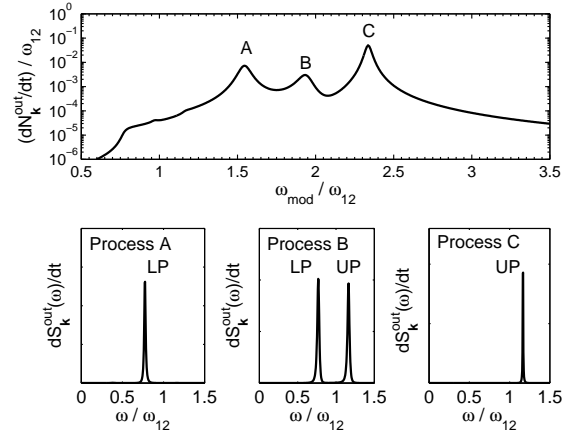 (dN_k^out/dt) / ω_12
10^0
10^-1
10^-2
10^-3
10^-4
10^-5
10^-6
A
B
C
0.5 1 1.5 2 2.5 3 3.5
ω_mod / ω_12
dS_k^out(ω)/dt
Process A
LP
0 0.5 1 1.5
ω / ω_12
dS_k^out(ω)/dt
Process B
LP UP
0 0.5 1 1.5
ω / ω_12
dS_k^out(ω)/dt
Process C
UP
0 0.5 1 1.5
ω / ω_12